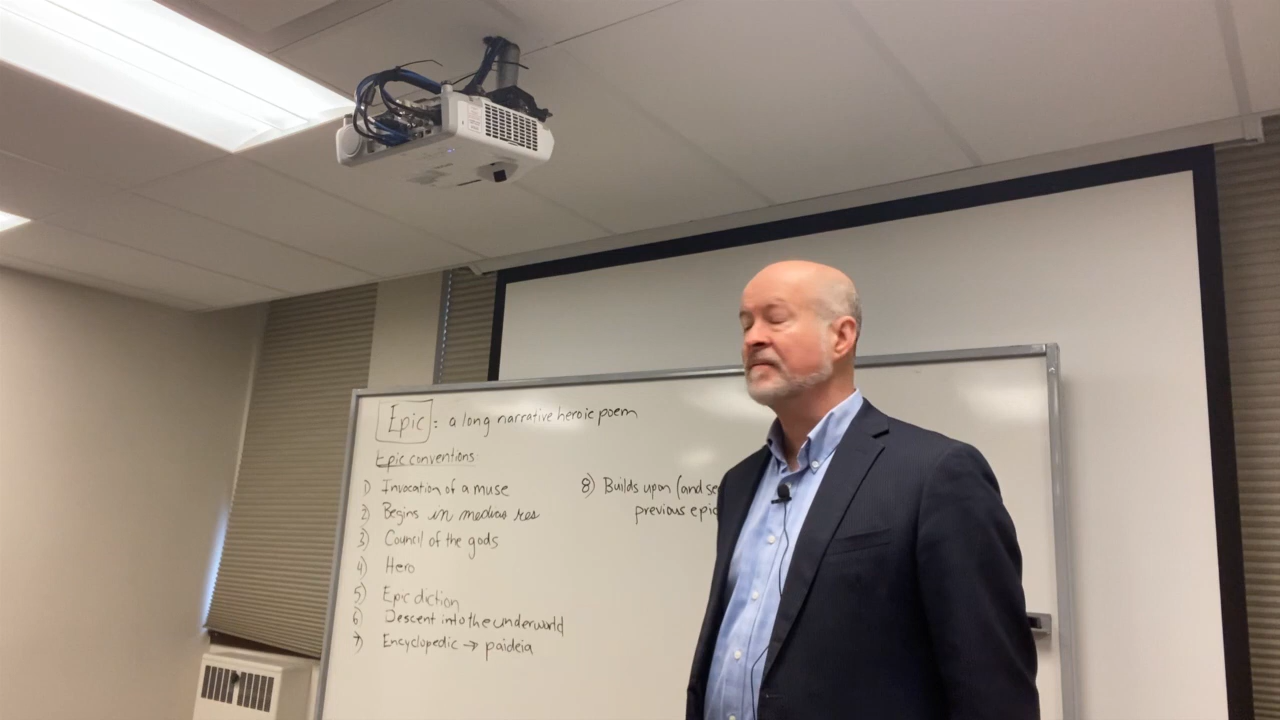 Epic : a long narrative heroic poem
Epic conventions:
1) Invocation of a muse
2) Begins in medias res
3) Council of the gods
4) Hero
5) Epic diction
6) Descent into the underworld
7) Encyclopedic → paideia
8) Builds upon (and
previous